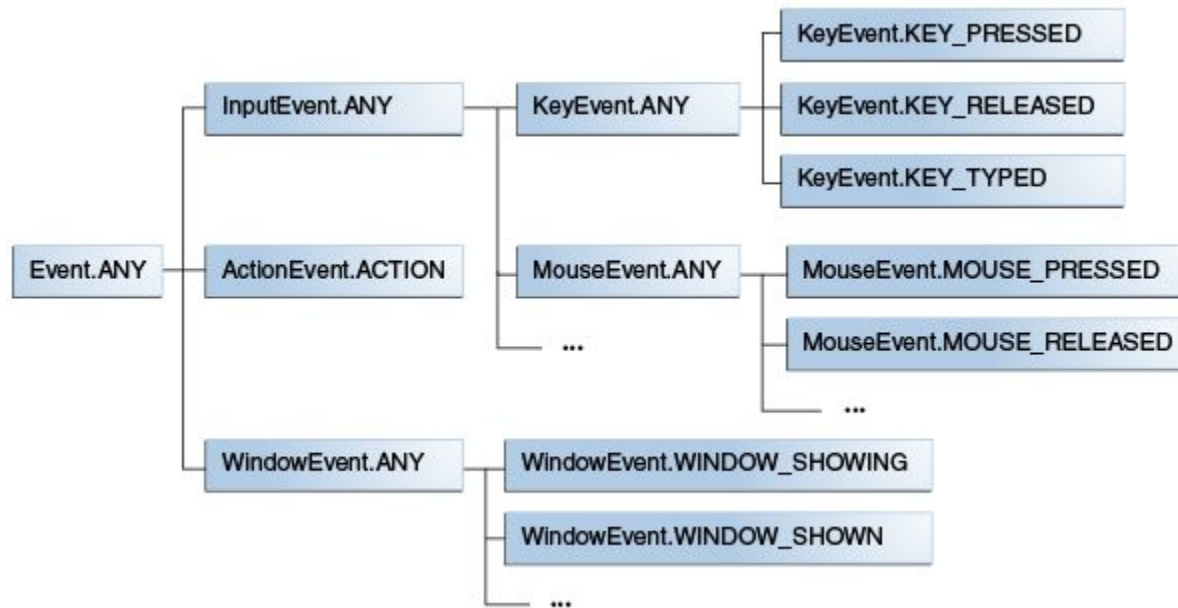 KeyEvent.KEY_PRESSED
InputEvent.ANY
KeyEvent.ANY
KeyEvent.KEY_RELEASED
KeyEvent.KEY_TYPED
Event.ANY
ActionEvent.ACTION
MouseEvent.ANY
MouseEvent.MOUSE_PRESSED
MouseEvent.MOUSE_RELEASED
...
...
WindowEvent.ANY
WindowEvent.WINDOW_SHOWING
WindowEvent.WINDOW_SHOWN
...